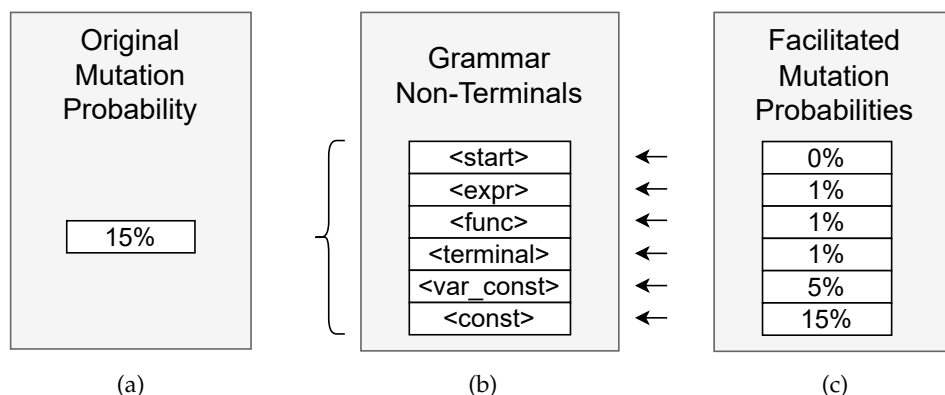 Original
Mutation
Probability
15%
(a)
Grammar
Non-Terminals
<start>
<expr>
<func>
<terminal>
<var_const>
<const>
(b)
Facilitated
Mutation
Probabilities
0%
1%
1%
1%
5%
15%
(c)